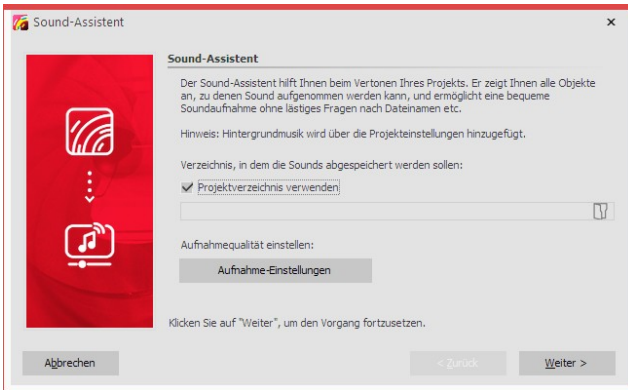 Sound-Assistent
Sound-Assistent
Der Sound-Assistent hilft Ihnen beim Vertonen Ihres Projekts. Er zeigt Ihnen alle Objekte
an, zu denen Sound aufgenommen werden kann, und ermöglicht eine bequeme
Soundaufnahme ohne lästiges Fragen nach Dateinamen etc.
Hinweis: Hintergrundmusik wird über die Projekteinstellungen hinzugefügt.
Verzeichnis, in dem die Sounds abgespeichert werden sollen:
Projektverzeichnis verwenden
Aufnahmequalität einstellen:
Aufnahme-Einstellungen
Klicken Sie auf "Weiter", um den Vorgang fortzusetzen.
Abbrechen
< Zurück
Weiter >